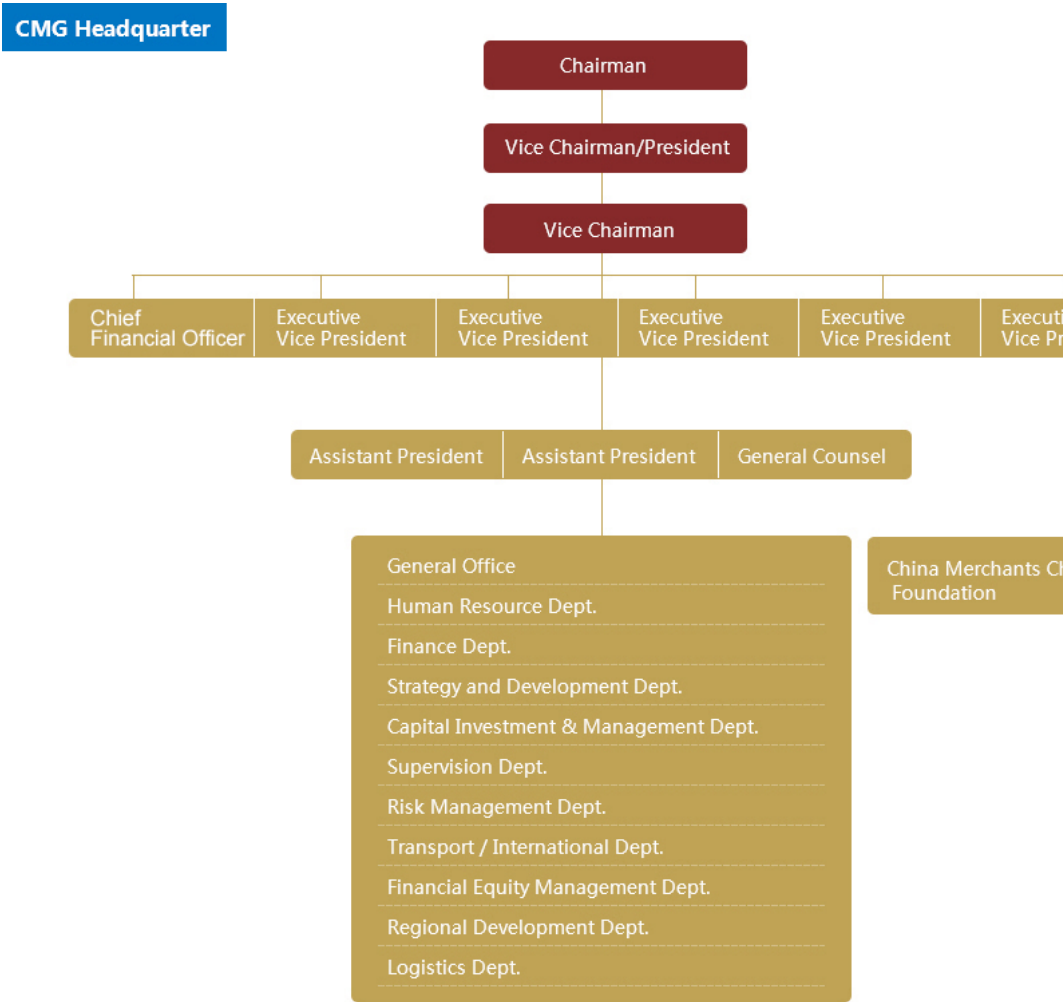 CMG Headquarter
Chairman
Vice Chairman/President
Vice Chairman
Chief
Financial Officer
Executive
Vice President
Executive
Vice President
Executive
Vice President
Executive
Vice President
Vice
Assistant President
Assistant President
General Counsel
General Office
Human Resource Dept.
Finance Dept.
Strategy and Development Dept.
Capital Investment & Management Dept.
Supervision Dept.
Risk Management Dept.
Transport / International Dept.
Financial Equity Management Dept.
Regional Development Dept.
Logistics Dept.
China Merchants
Foundation